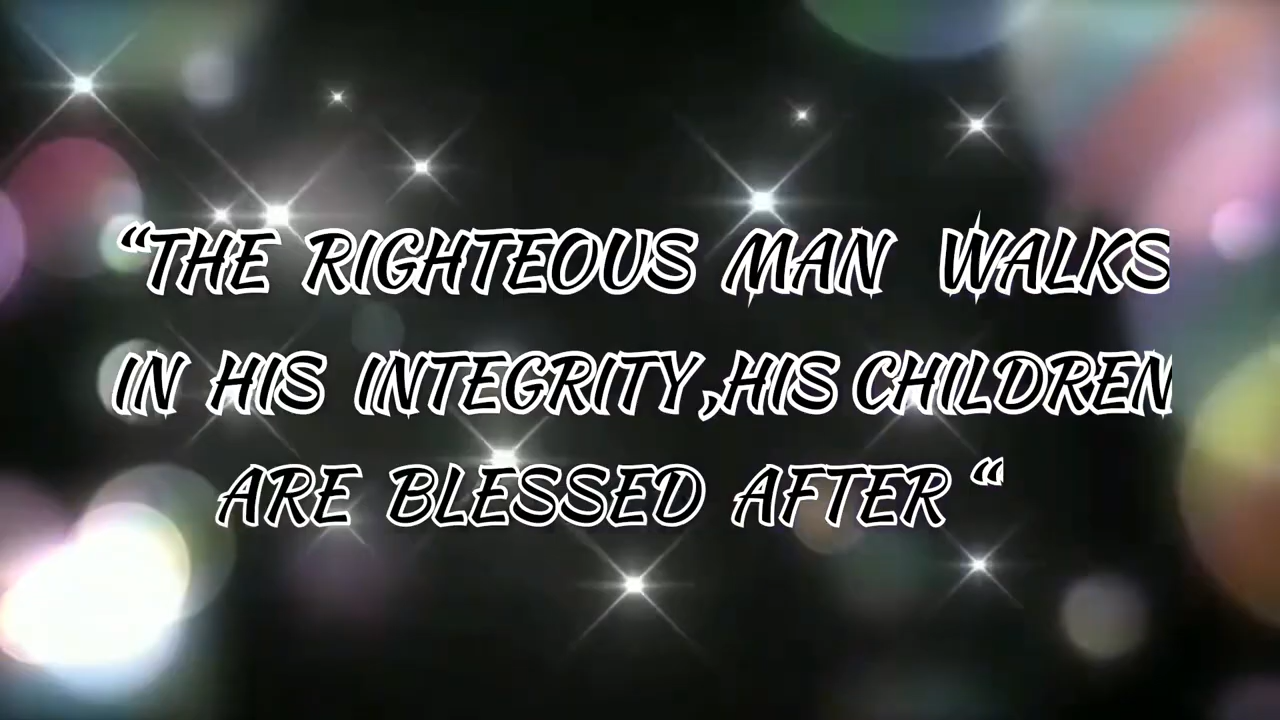 “THE RIGHTEOUS MAN WALKS
IN HIS INTEGRITY,HIS CHILDREN
ARE BLESSED AFTER “